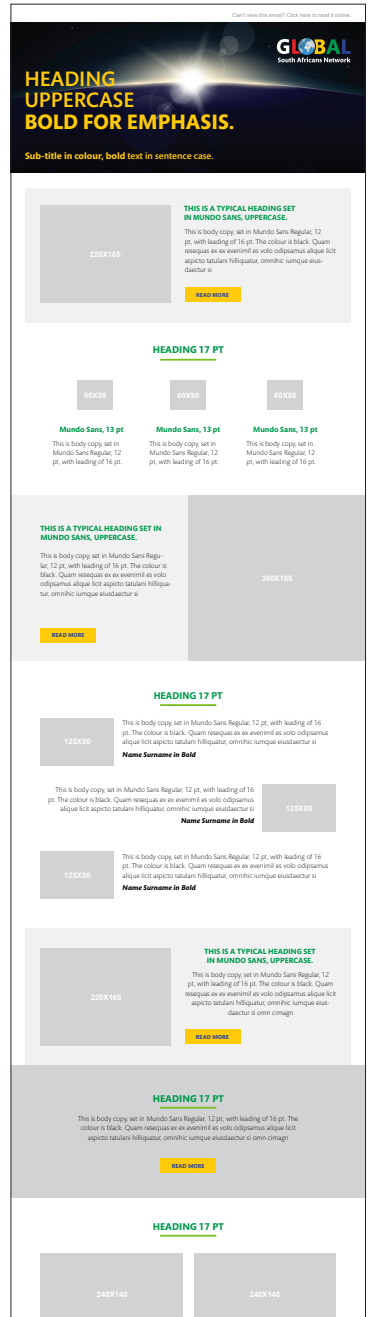 Can't view this email? Click here to read it online.
GLOBAL
South Africans Network
HEADING
UPPERCASE
BOLD FOR EMPHASIS.
Sub-title in colour, bold text in sentence case.
220X165
THIS IS A TYPICAL HEADING SET
IN MUNDO SANS, UPPERCASE.
This is body copy, set in Mundo Sans Regular, 12
pt, with leading of 16 pt. The colour is black. Quam
resequas ex ex evenimil es volo odipsamus alique licit
aspicto tatulani hilliquatur, omnihic iumque eius-
daectur si
READ MORE
HEADING 17 PT
60X50
60X50
60X50
Mundo Sans, 13 pt
Mundo Sans, 13 pt
Mundo Sans, 13 pt
This is body copy, set in
Mundo Sans Regular, 12
pt, with leading of 16 pt.
This is body copy, set in
Mundo Sans Regular, 12
pt, with leading of 16 pt.
This is body copy, set in
Mundo Sans Regular, 12
pt, with leading of 16 pt.
THIS IS A TYPICAL HEADING SET IN
MUNDO SANS, UPPERCASE.
This is body copy, set in Mundo Sans Regu-
lar, 12 pt, with leading of 16 pt. The colour is
black. Quam resequas ex ex evenimil es volo
odipsamus alique licit aspicto tatulani hilliqua-
tur, omnihic iumque eiusdaectur si
READ MORE
300X165
HEADING 17 PT
125X80
This is body copy, set in Mundo Sans Regular, 12 pt, with leading of 16
pt. The colour is black. Quam resequas ex ex evenimil es volo odipsamus
alique licit aspicto tatulani hilliquatur, omnihic iumque eiusdaectur si
Name Surname in Bold
This is body copy, set in Mundo Sans Regular, 12 pt, with leading of 16
pt. The colour is black. Quam resequas ex ex evenimil es volo odipsamus
alique licit aspicto tatulani hilliquatur, omnihic iumque eiusdaectur si
Name Surname in Bold
125X80
125X80
This is body copy, set in Mundo Sans Regular, 12 pt, with leading of 16
pt. The colour is black. Quam resequas ex ex evenimil es volo odipsamus
alique licit aspicto tatulani hilliquatur, omnihic iumque eiusdaectur si
Name Surname in Bold
220X165
THIS IS A TYPICAL HEADING SET
IN MUNDO SANS, UPPERCASE.
This is body copy, set in Mundo Sans Regular, 12
pt, with leading of 16 pt. The colour is black. Quam
resequas ex ex evenimil es volo odipsamus alique licit
aspicto tatulani hilliquatur, omnihic iumque eius-
daectur si omn cimagn
READ MORE
HEADING 17 PT
This is body copy, set in Mundo Sans Regular, 12 pt, with leading of 16 pt. The
colour is black. Quam resequas ex ex evenimil es volo odipsamus alique licit
aspicto tatulani hilliquatur, omnihic iumque eiusdaectur si omn cimagn
READ MORE
HEADING 17 PT
240X140
240X140